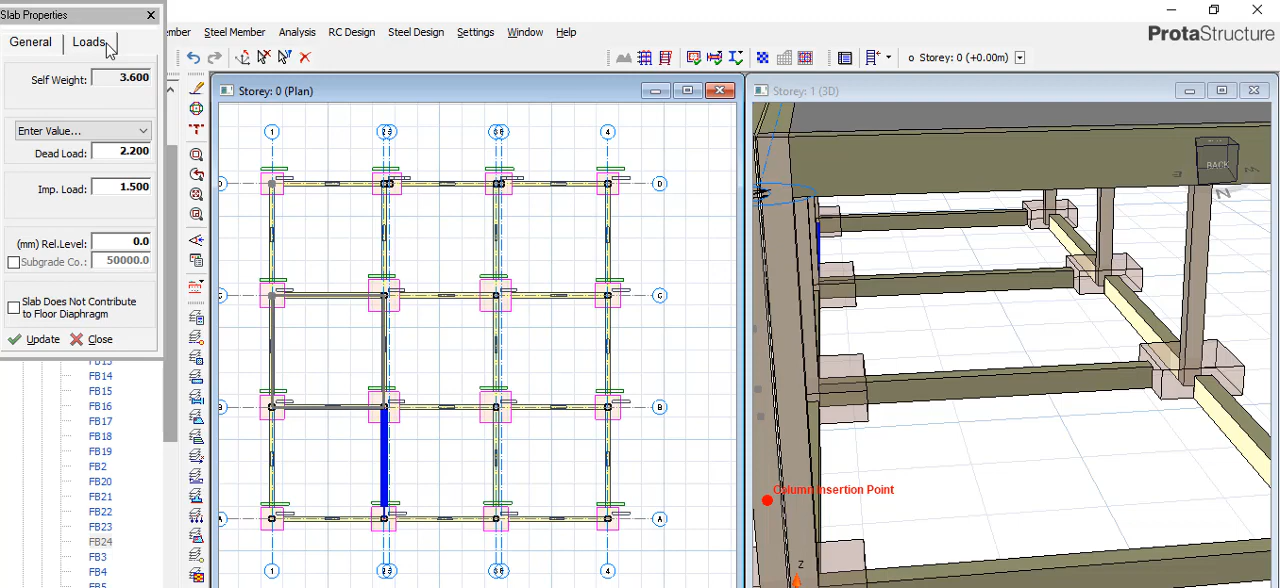 Slab Properties
General
Loads
Self Weight: 3.600
Enter Value...
Dead Load: 2.200
Imp. Load: 1.500
(mm) Rel.Level: 0.0
Subgrade Co.: 50000.0
Slab Does Not Contribute
to Floor Diaphragm
Update
Close
mber
Steel Member
Analysis
RC Design
Steel Design
Settings
Window
Help
ProtaStructure
o Storey: 0 (+0.00m)
Storey: 0 (Plan)
1
4
D
D
B
B
A
A
1
4
FB14
FB15
FB16
FB17
FB18
FB19
FB2
FB20
FB21
FB22
FB23
FB24
FB3
FB4
Storey: 1 (3D)
BACK
N
Column Insertion Point
Z